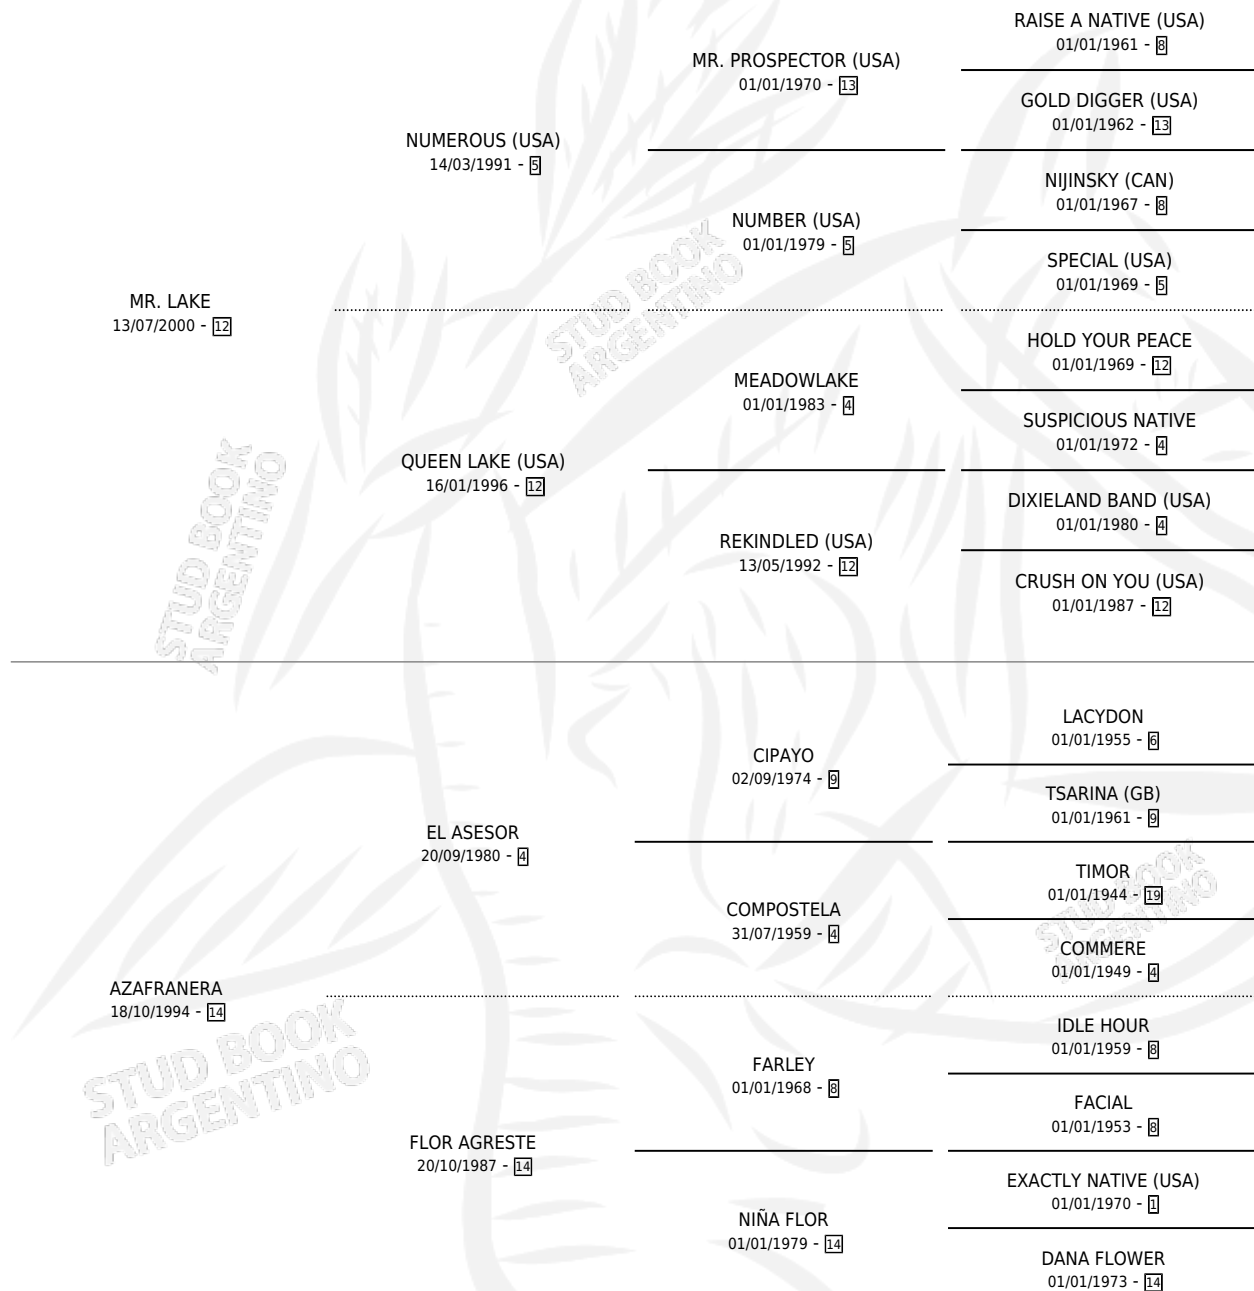 RAISE A NATIVE (USA)
01/01/1961 - 8
MR. PROSPECTOR (USA)
01/01/1970 - 13
GOLD DIGGER (USA)
01/01/1962 - 13
NUMEROUS (USA)
14/03/1991 - 5
NIJINSKY (CAN)
01/01/1967 - 8
NUMBER (USA)
01/01/1979 - 5
SPECIAL (USA)
01/01/1969 - 5
MR. LAKE
13/07/2000 - 12
HOLD YOUR PEACE
01/01/1969 - 12
MEADOWLAKE
01/01/1983 - 4
SUSPICIOUS NATIVE
01/01/1972 - 4
QUEEN LAKE (USA)
16/01/1996 - 12
DIXIELAND BAND (USA)
01/01/1980 - 4
REKINDLED (USA)
13/05/1992 - 12
CRUSH ON YOU (USA)
01/01/1987 - 12
LACYDON
01/01/1955 - 6
CIPAYO
02/09/1974 - 9
TSARINA (GB)
01/01/1961 - 9
EL ASESOR
20/09/1980 - 4
TIMOR
01/01/1944 - 19
COMPOSTELA
31/07/1959 - 4
COMMERE
01/01/1949 - 4
AZAFRANERA
18/10/1994 - 14
IDLE HOUR
01/01/1959 - 8
FARLEY
01/01/1968 - 8
FACIAL
01/01/1953 - 8
FLOR AGRESTE
20/10/1987 - 14
EXACTLY NATIVE (USA)
01/01/1970 - 1
NIÑA FLOR
01/01/1979 - 14
DANA FLOWER
01/01/1973 - 14
STUD BOOK
ARGENTINO
STUD BOOK
ARGENTINO
STUD BOOK
ARGENTINO
STUD BOOK
ARGENTINO